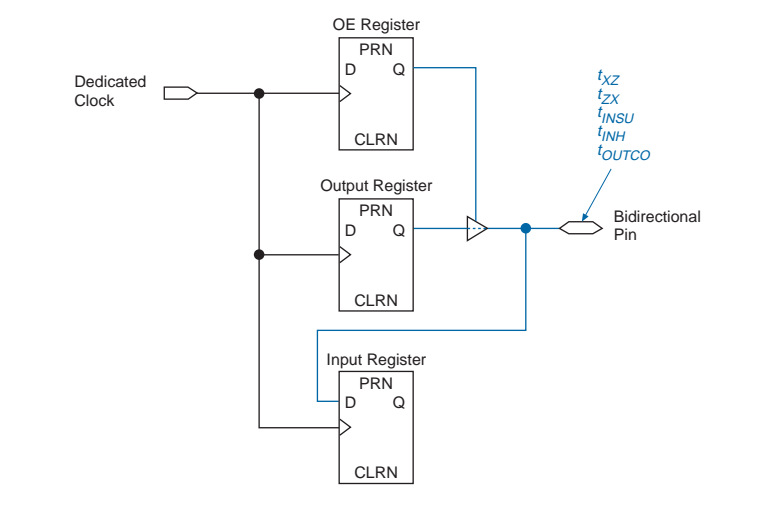 OE Register
PRN
D Q
CLRN
Dedicated
Clock
tXZ
tZX
tINSU
tINH
tOUTCO
Output Register
PRN
D Q
CLRN
Bidirectional
Pin
Input Register
PRN
D Q
CLRN